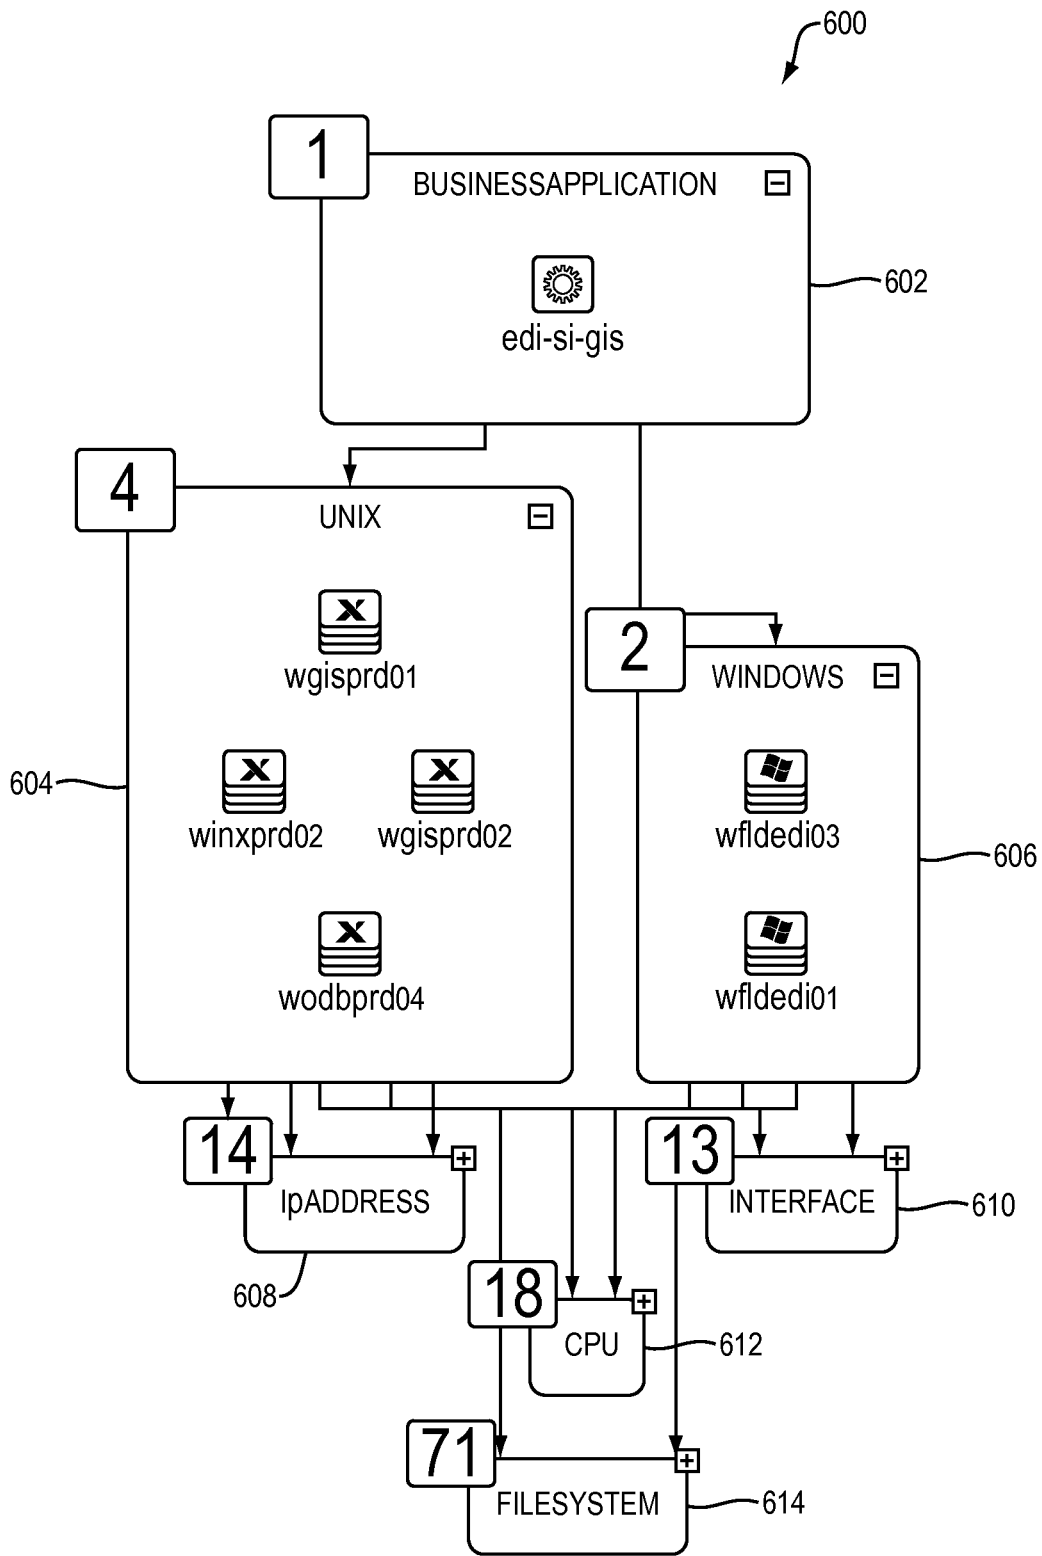 600
1
BUSINESSAPPLICATION
edi-si-gis
602
4
UNIX
wgisprd01
winxprd02
wgisprd02
wodbprd04
604
2
WINDOWS
wfldedi03
wfldedi01
606
14
IpADDRESS
608
13
INTERFACE
610
18
CPU
612
71
FILESYSTEM
614